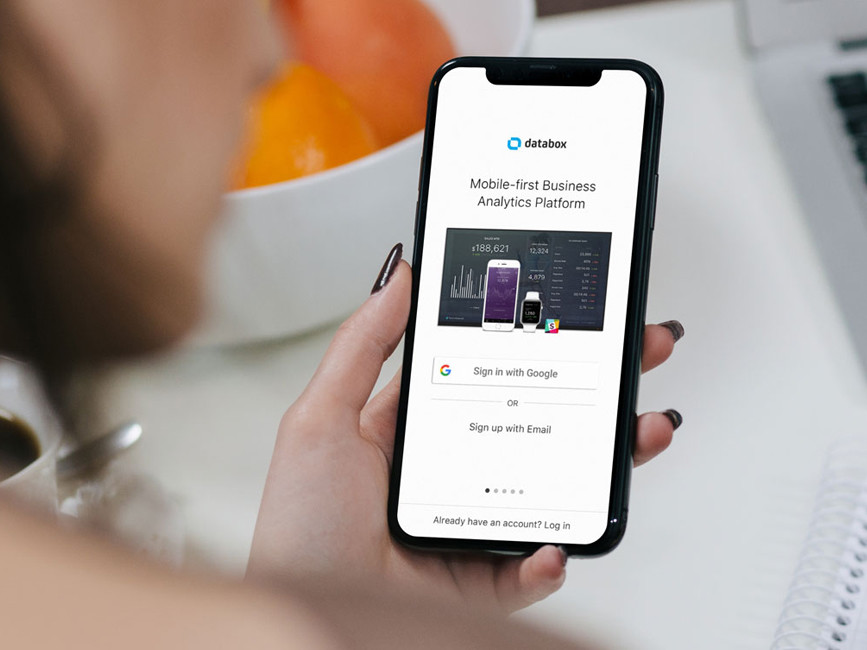 databox
Mobile-first Business
Analytics Platform
$188,621
12,324
4,879
Sign in with Google
OR
Sign up with Email
Already have an account? Log in